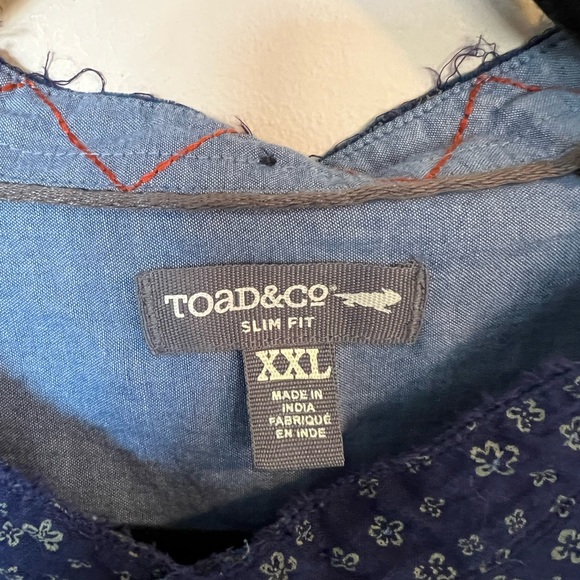 TOAD&CO
SLIM FIT
XXL
MADE IN
INDIA
FABRIQUÉ
EN INDE